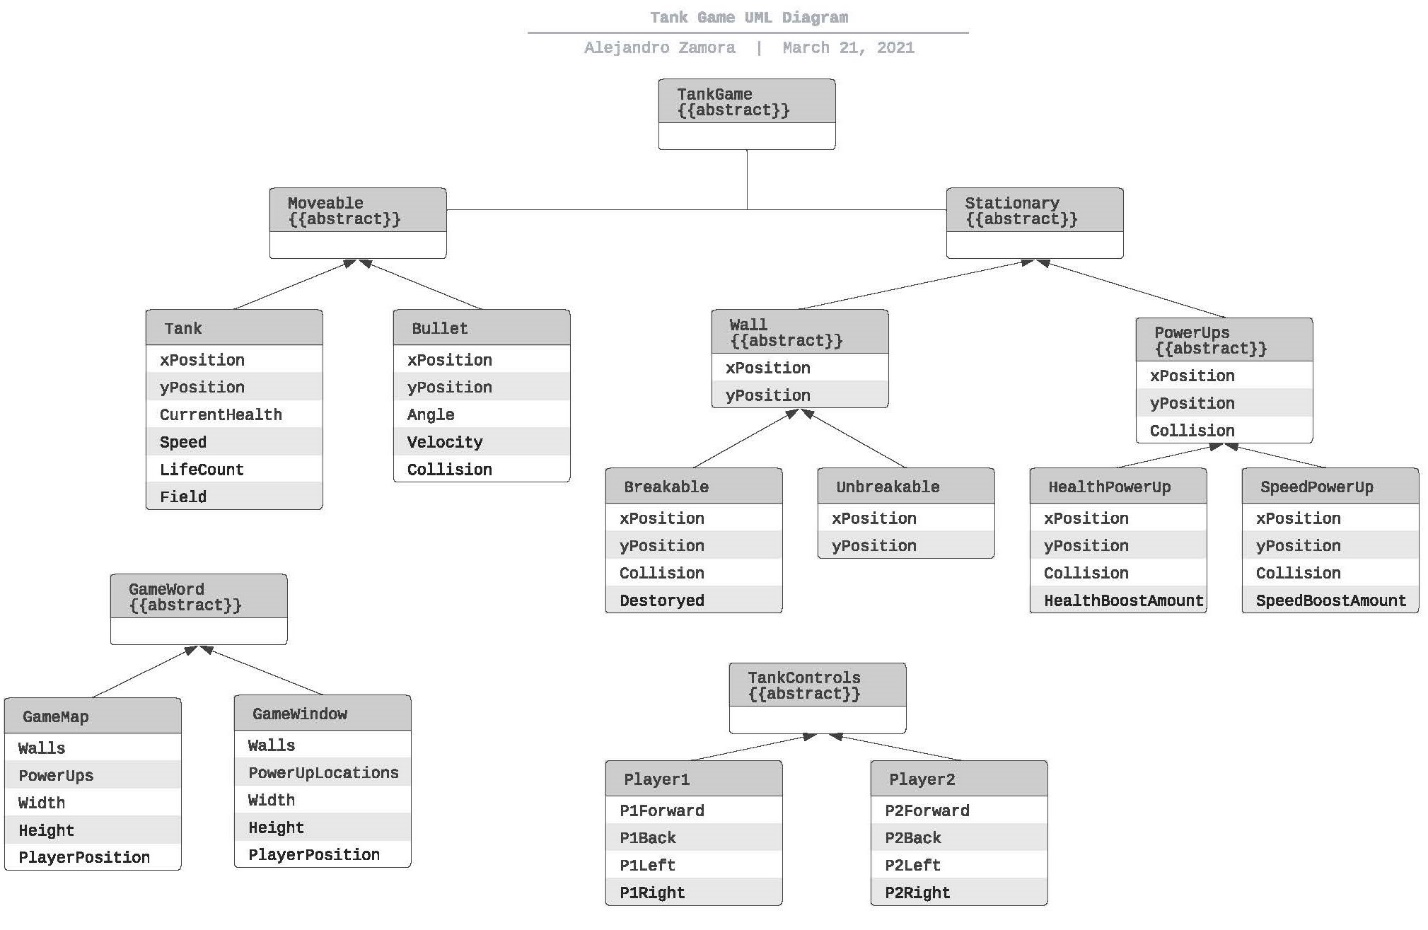 Tank Game UML Diagram
Alejandro Zamora | March 21, 2021
TankGame
{{abstract}}
Moveable
{{abstract}}
Stationary
{{abstract}}
Tank
xPosition
yPosition
CurrentHealth
Speed
LifeCount
Field
Bullet
xPosition
yPosition
Angle
Velocity
Collision
Wall
{{abstract}}
xPosition
yPosition
PowerUps
{{abstract}}
xPosition
yPosition
Collision
Breakable
xPosition
yPosition
Collision
Destoryed
Unbreakable
xPosition
yPosition
HealthPowerUp
xPosition
yPosition
Collision
HealthBoostAmount
SpeedPowerUp
xPosition
yPosition
Collision
SpeedBoostAmount
GameWord
{{abstract}}
GameMap
Walls
PowerUps
Width
Height
PlayerPosition
GameWindow
Walls
PowerUpLocations
Width
Height
PlayerPosition
TankControls
{{abstract}}
Player1
P1Forward
P1Back
P1Left
P1Right
Player2
P2Forward
P2Back
P2Left
P2Right